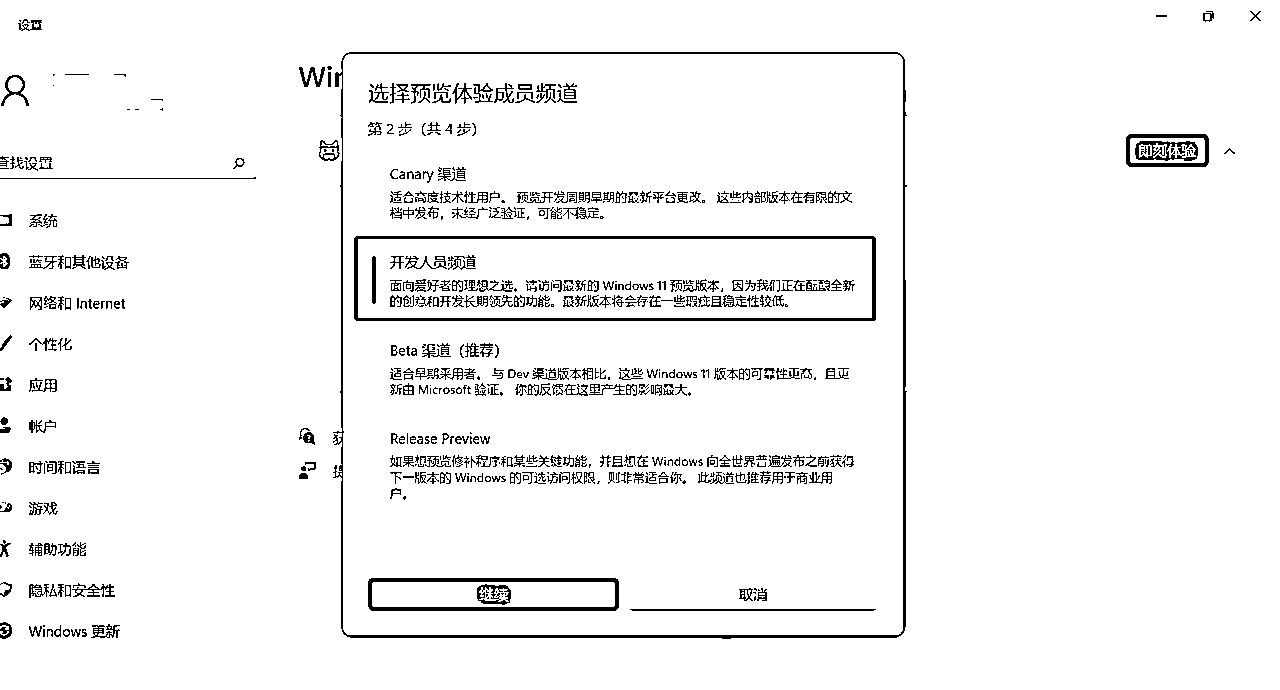 设置
Win
选择预览体验成员频道
第 2 步（共 4 步）
即刻体验
查找设置
Canary 渠道
适合高度技术性用户。 预览开发周期早期的最新平台更改。 这些内部版本在有限的文
档中发布，未经广泛验证，可能不稳定。
系统
蓝牙和其他设备
开发人员频道
面向爱好者的理想之选。请访问最新的 Windows 11 预览版本，因为我们正在酝酿全新
的创意和开发长期领先的功能。最新版本将会存在一些瑕疵且稳定性较低。
网络和 Internet
个性化
Beta 渠道（推荐）
适合早期采用者。 与 Dev 渠道版本相比，这些 Windows 11 版本的可靠性更高，且更
新由 Microsoft 验证。 你的反馈在这里产生的影响最大。
应用
帐户
获
Release Preview
如果想预览修补程序和某些关键功能，并且想在 Windows 向全世界普遍发布之前获得
下一版本的 Windows 的可选访问权限，则非常适合你。 此频道也推荐用于商业用
户。
时间和语言
提
游戏
辅助功能
隐私和安全性
继续
取消
Windows 更新